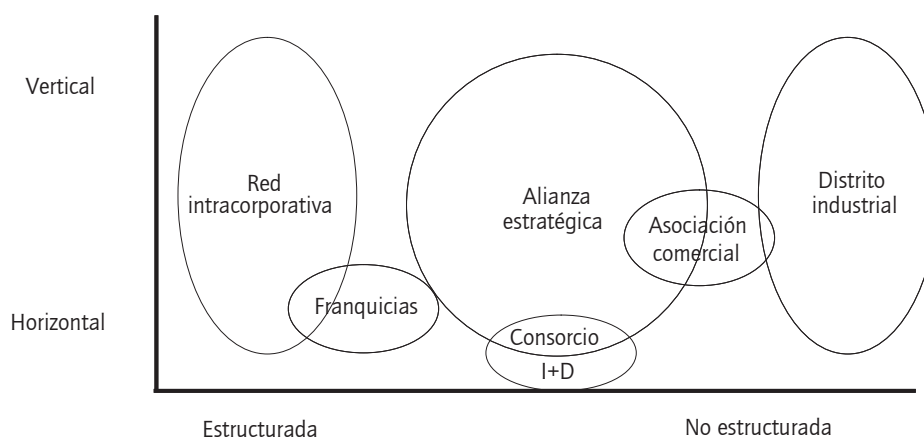 Vertical
Red
intracorporativa
Alianza
estratégica
Asociación
comercial
Distrito
industrial
Franquicias
Horizontal
Consorcio
I+D
Estructurada
No estructurada